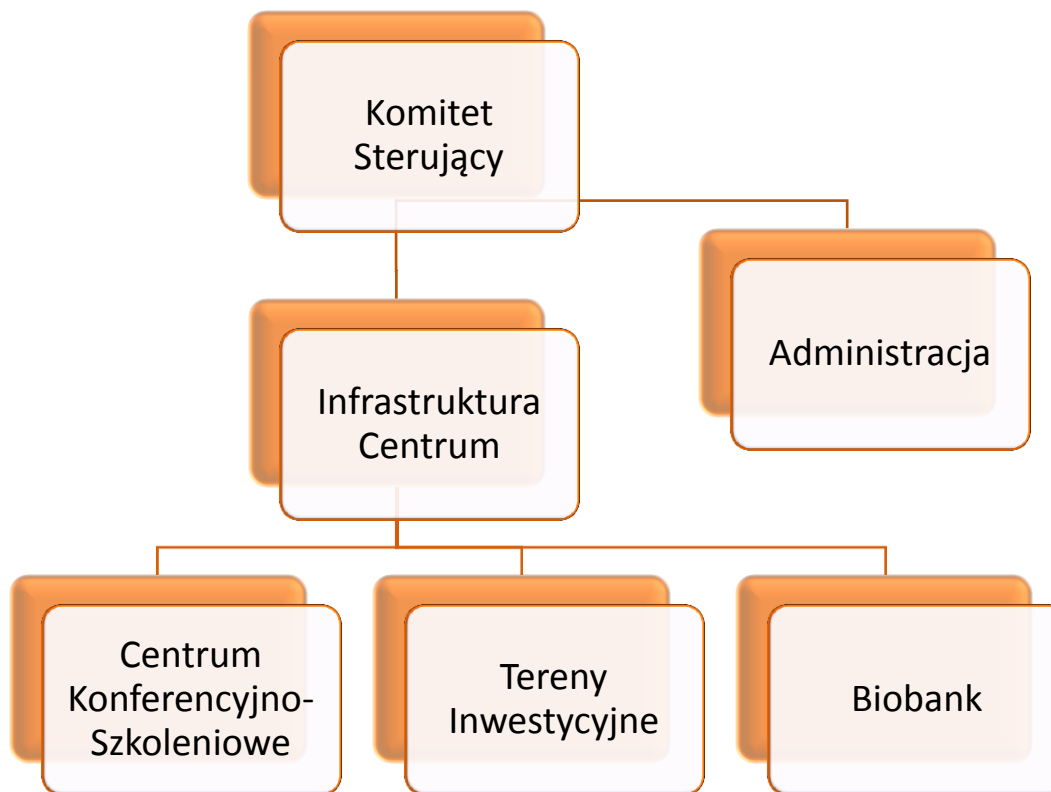 Komitet
Sterujący
Administracja
Infrastruktura
Centrum
Centrum
Konferencyjno-
Szkoleniowe
Tereny
Inwestycyjne
Biobank